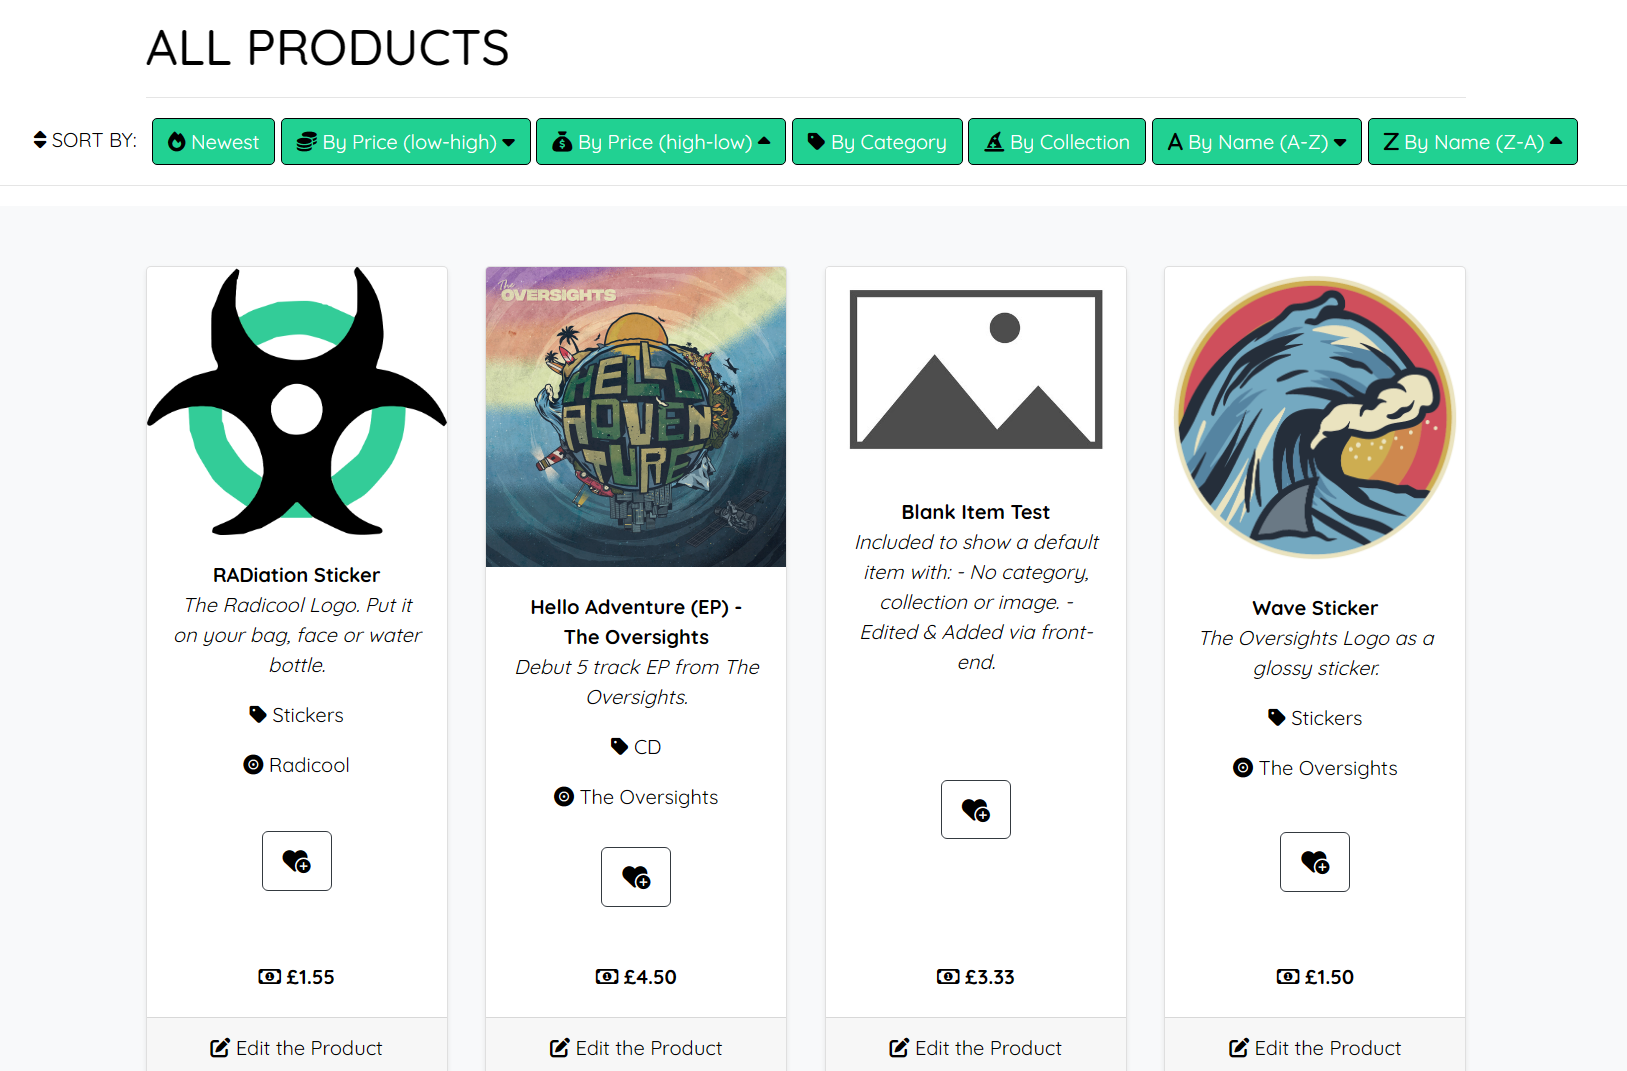 ALL PRODUCTS
SORT BY: Newest By Price (low-high) By Price (high-low) By Category By Collection A By Name (A-Z) Z By Name (Z-A)
RADiation Sticker
The Radicool Logo. Put it
on your bag, face or water
bottle.
Stickers
Radicool
£1.55
Edit the Product
The
OVERSIGHTS
HELLO
ADVEN
TURE
Hello Adventure (EP) -
The Oversights
Debut 5 track EP from The
Oversights.
CD
The Oversights
£4.50
Edit the Product
Blank Item Test
Included to show a default
item with: - No category,
collection or image. -
Edited & Added via front-
end.
£3.33
Edit the Product
Wave Sticker
The Oversights Logo as a
glossy sticker.
Stickers
The Oversights
£1.50
Edit the Product